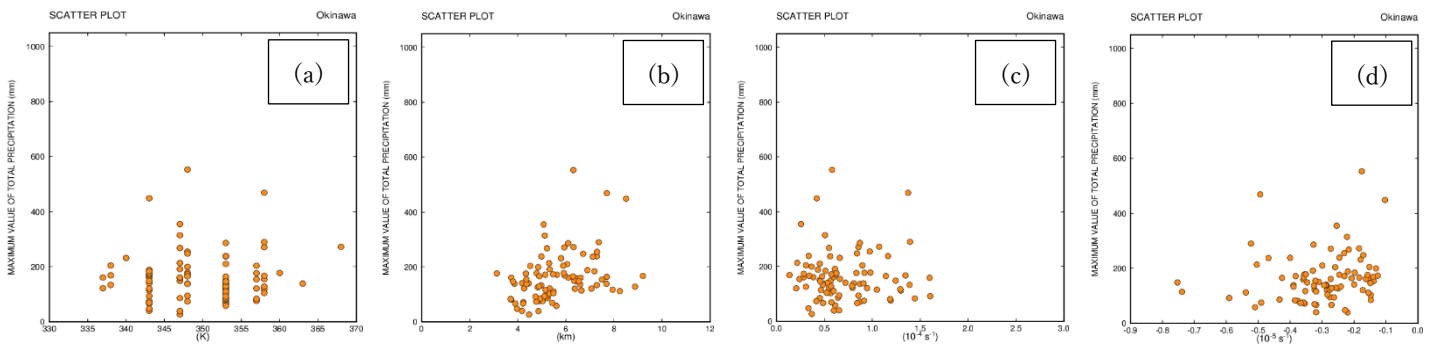 SCATTER PLOT Okinawa
MAXIMUM VALUE OF TOTAL PRECIPITATION (mm)
1000
800
600
400
200
0
(a)
330 335 340 345 350 355 360 365 370
(K)
SCATTER PLOT Okinawa
MAXIMUM VALUE OF TOTAL PRECIPITATION (mm)
1000
800
600
400
200
0
(b)
0 2 4 6 8 10 12
(km)
SCATTER PLOT Okinawa
MAXIMUM VALUE OF TOTAL PRECIPITATION (mm)
1000
800
600
400
200
0
(c)
0.0 0.5 1.0 1.5 2.0 2.5 3.0
(10⁻⁴ s⁻¹)
SCATTER PLOT Okinawa
MAXIMUM VALUE OF TOTAL PRECIPITATION (mm)
1000
800
600
400
200
0
(d)
-0.9 -0.8 -0.7 -0.6 -0.5 -0.4 -0.3 -0.2 -0.1 0.0
(10⁻⁵ s⁻¹)